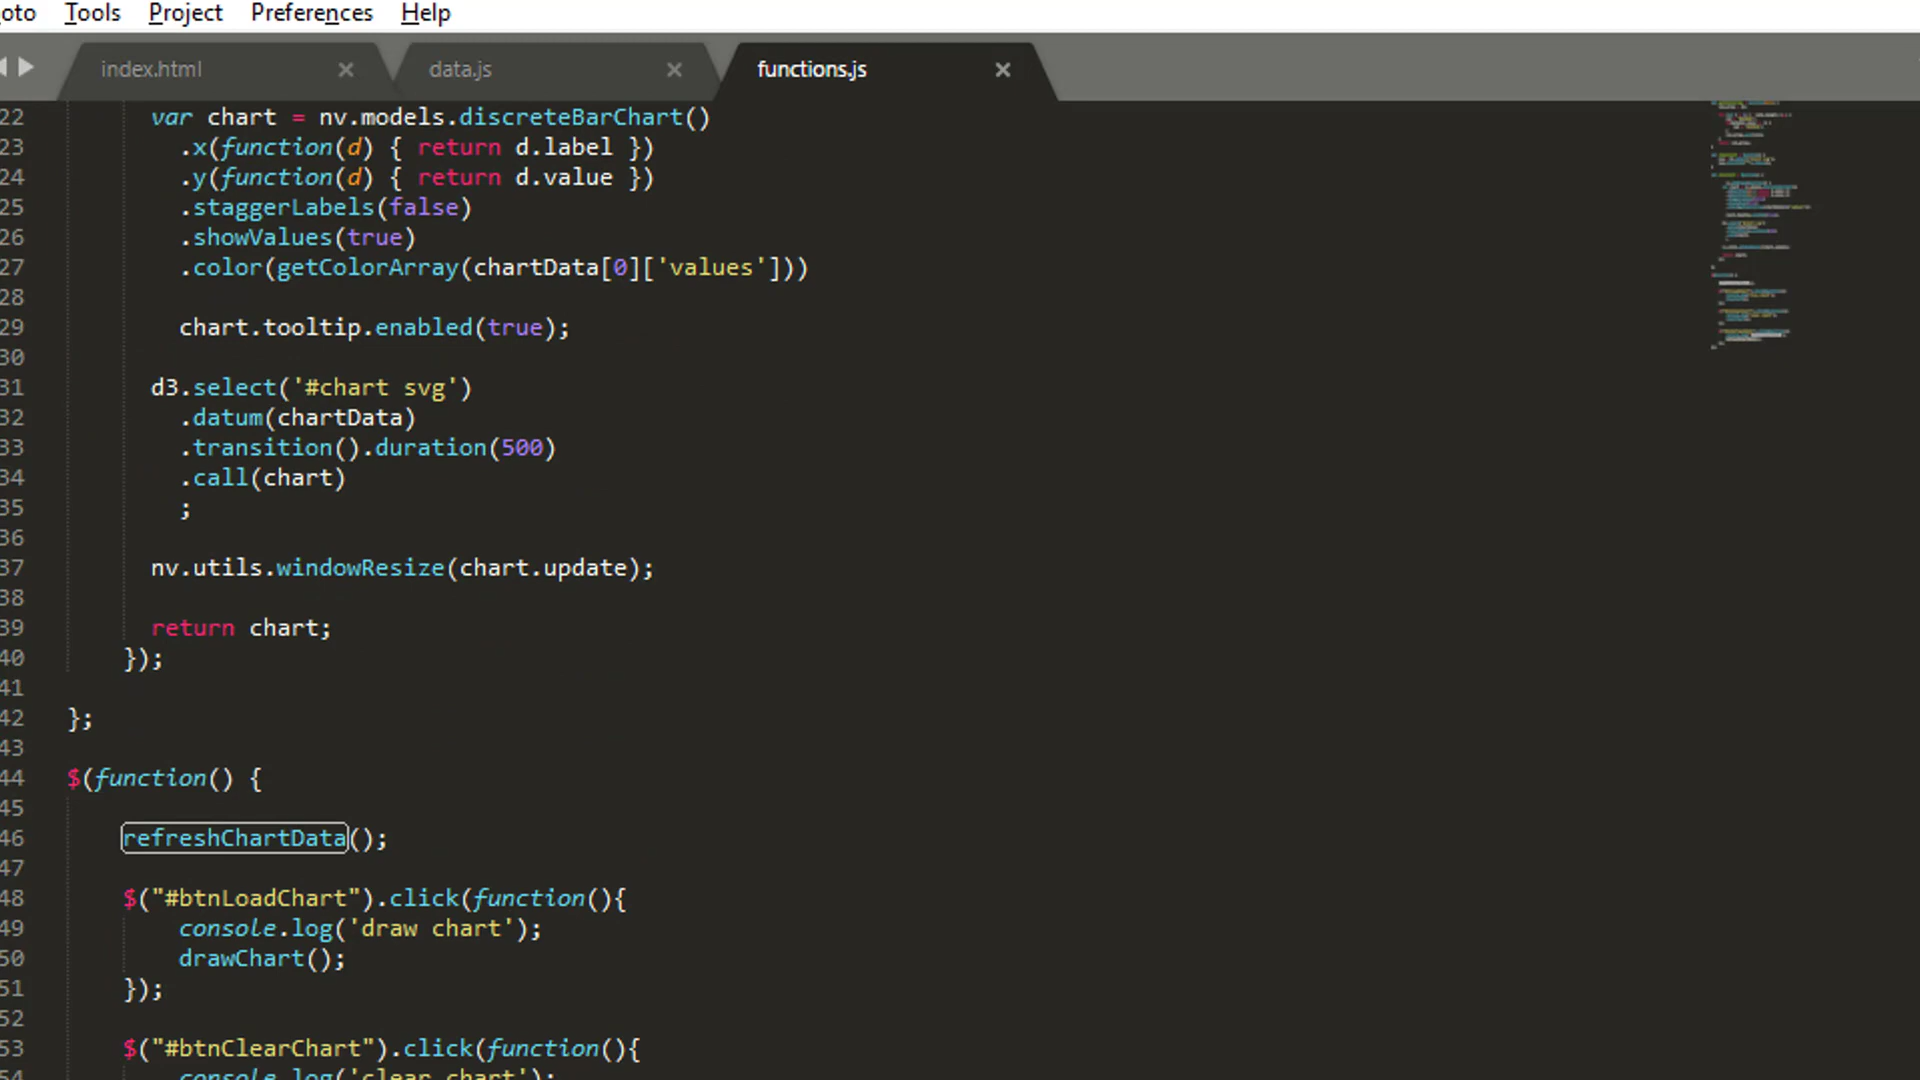 oto Tools Project Preferences Help
index.html × data.js × functions.js ×
22 var chart = nv.models.discreteBarChart()
23 .x(function(d) { return d.label })
24 .y(function(d) { return d.value })
25 .staggerLabels(false)
26 .showValues(true)
27 .color(getColorArray(chartData[0]['values']))
28
29 chart.tooltip.enabled(true);
30
31 d3.select('#chart svg')
32 .datum(chartData)
33 .transition().duration(500)
34 .call(chart)
35 ;
36
37 nv.utils.windowResize(chart.update);
38
39 return chart;
40 });
41
42 };
43
44 $(function() {
45
46 refreshChartData();
47
48 $("#btnLoadChart").click(function(){
49 console.log('draw chart');
50 drawChart();
51 });
52
53 $("#btnClearChart").click(function(){
54 console.log('clear chart');